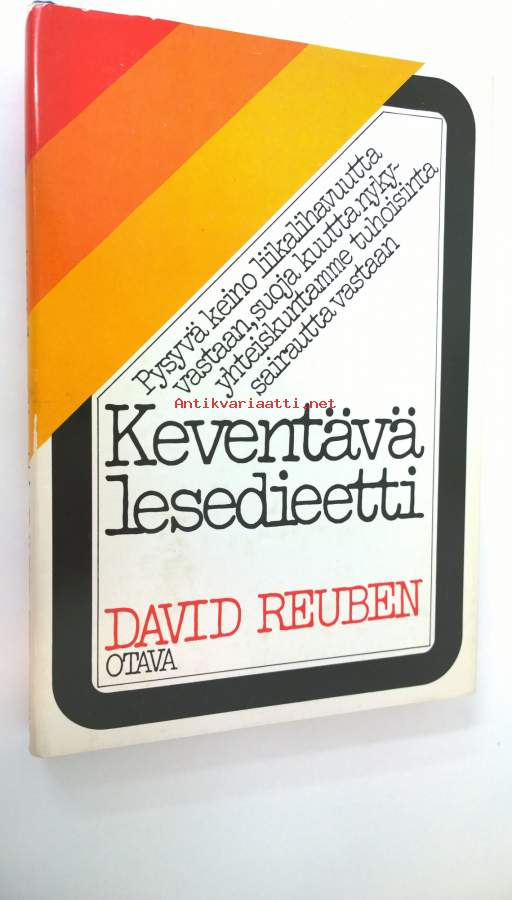 Pysyvä keino liikalihavuutta
vastaan, suoja kuutta nyky-
yhteiskuntamme tuhoisinta
sairautta vastaan
Antikvariaatti.net
Keventävä
lesedieetti
DAVID REUBEN
OTAVA